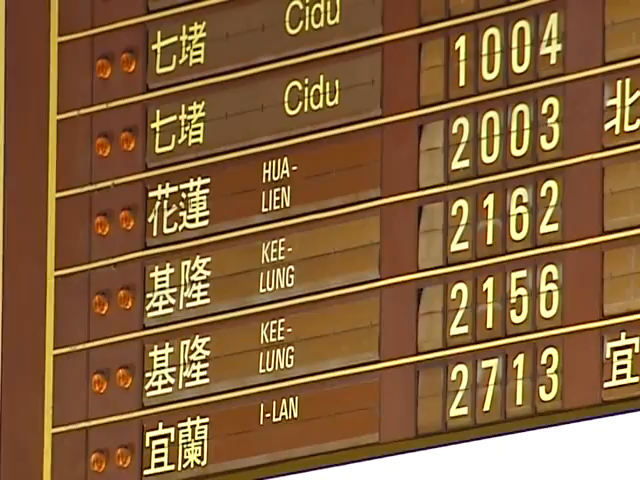 七堵 Cidu 1004
七堵 Cidu 2003 北
花蓮 HUA-LIEN 2162
基隆 KEE-LUNG 2156
基隆 KEE-LUNG 2713 宜
宜蘭 I-LAN